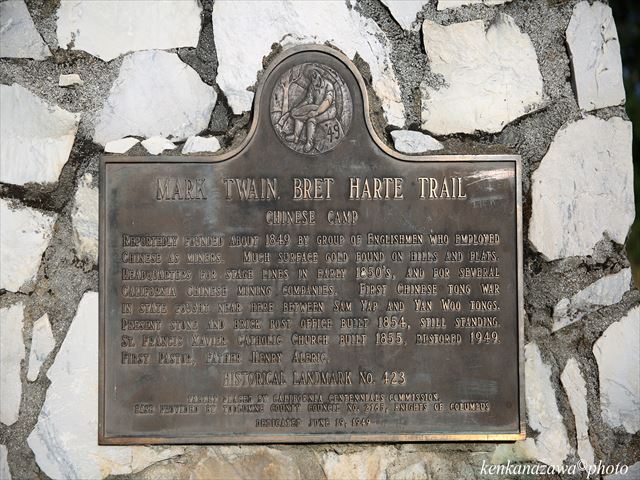 '49
MARK TWAIN BRET HARTE TRAIL
CHINESE CAMP
REPORTEDLY FOUNDED ABOUT 1849 BY GROUP OF ENGLISHMEN WHO EMPLOYED
CHINESE AS MINERS. MUCH SURFACE GOLD FOUND ON HILLS AND FLATS.
HEADQUARTERS FOR STAGE LINES IN EARLY 1850'S, AND FOR SEVERAL
CALIFORNIA CHINESE MINING COMPANIES. FIRST CHINESE TONG WAR
IN STATE FOUGHT NEAR HERE BETWEEN SAM YAP AND YAN WOO TONGS.
PRESENT STONE AND BRICK POST OFFICE BUILT 1854, STILL STANDING.
ST. FRANCIS XAVIER CATHOLIC CHURCH BUILT 1855, RESTORED 1949.
FIRST PASTOR, FATHER HENRY ALERIC.
HISTORICAL LANDMARK NO. 423
TABLET PLACED BY CALIFORNIA CENTENNIALS COMMISSION.
BASE PROVIDED BY TUOLUMNE COUNTY COUNCIL NO. KNIGHTS OF COLUMBUS
DEDICATED JUNE 19, 1949
kenkanazawa©photo